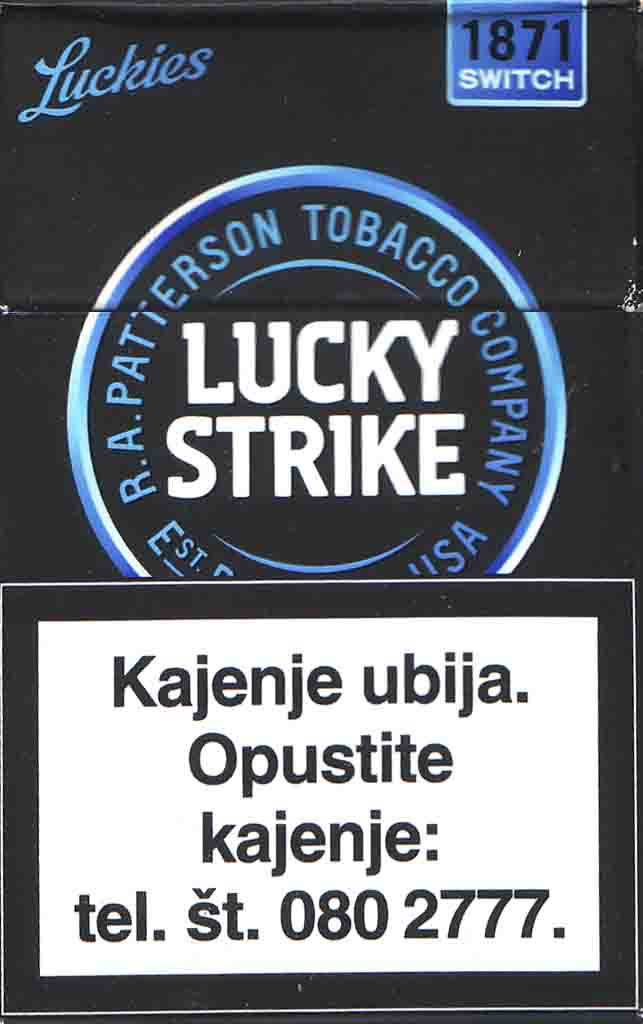 Luckies
1871
SWITCH
R.A. PATTERSON TOBACCO COMPANY
LUCKY
STRIKE
EST.
USA
Kajenje ubija.
Opustite
kajenje:
tel. št. 080 2777.